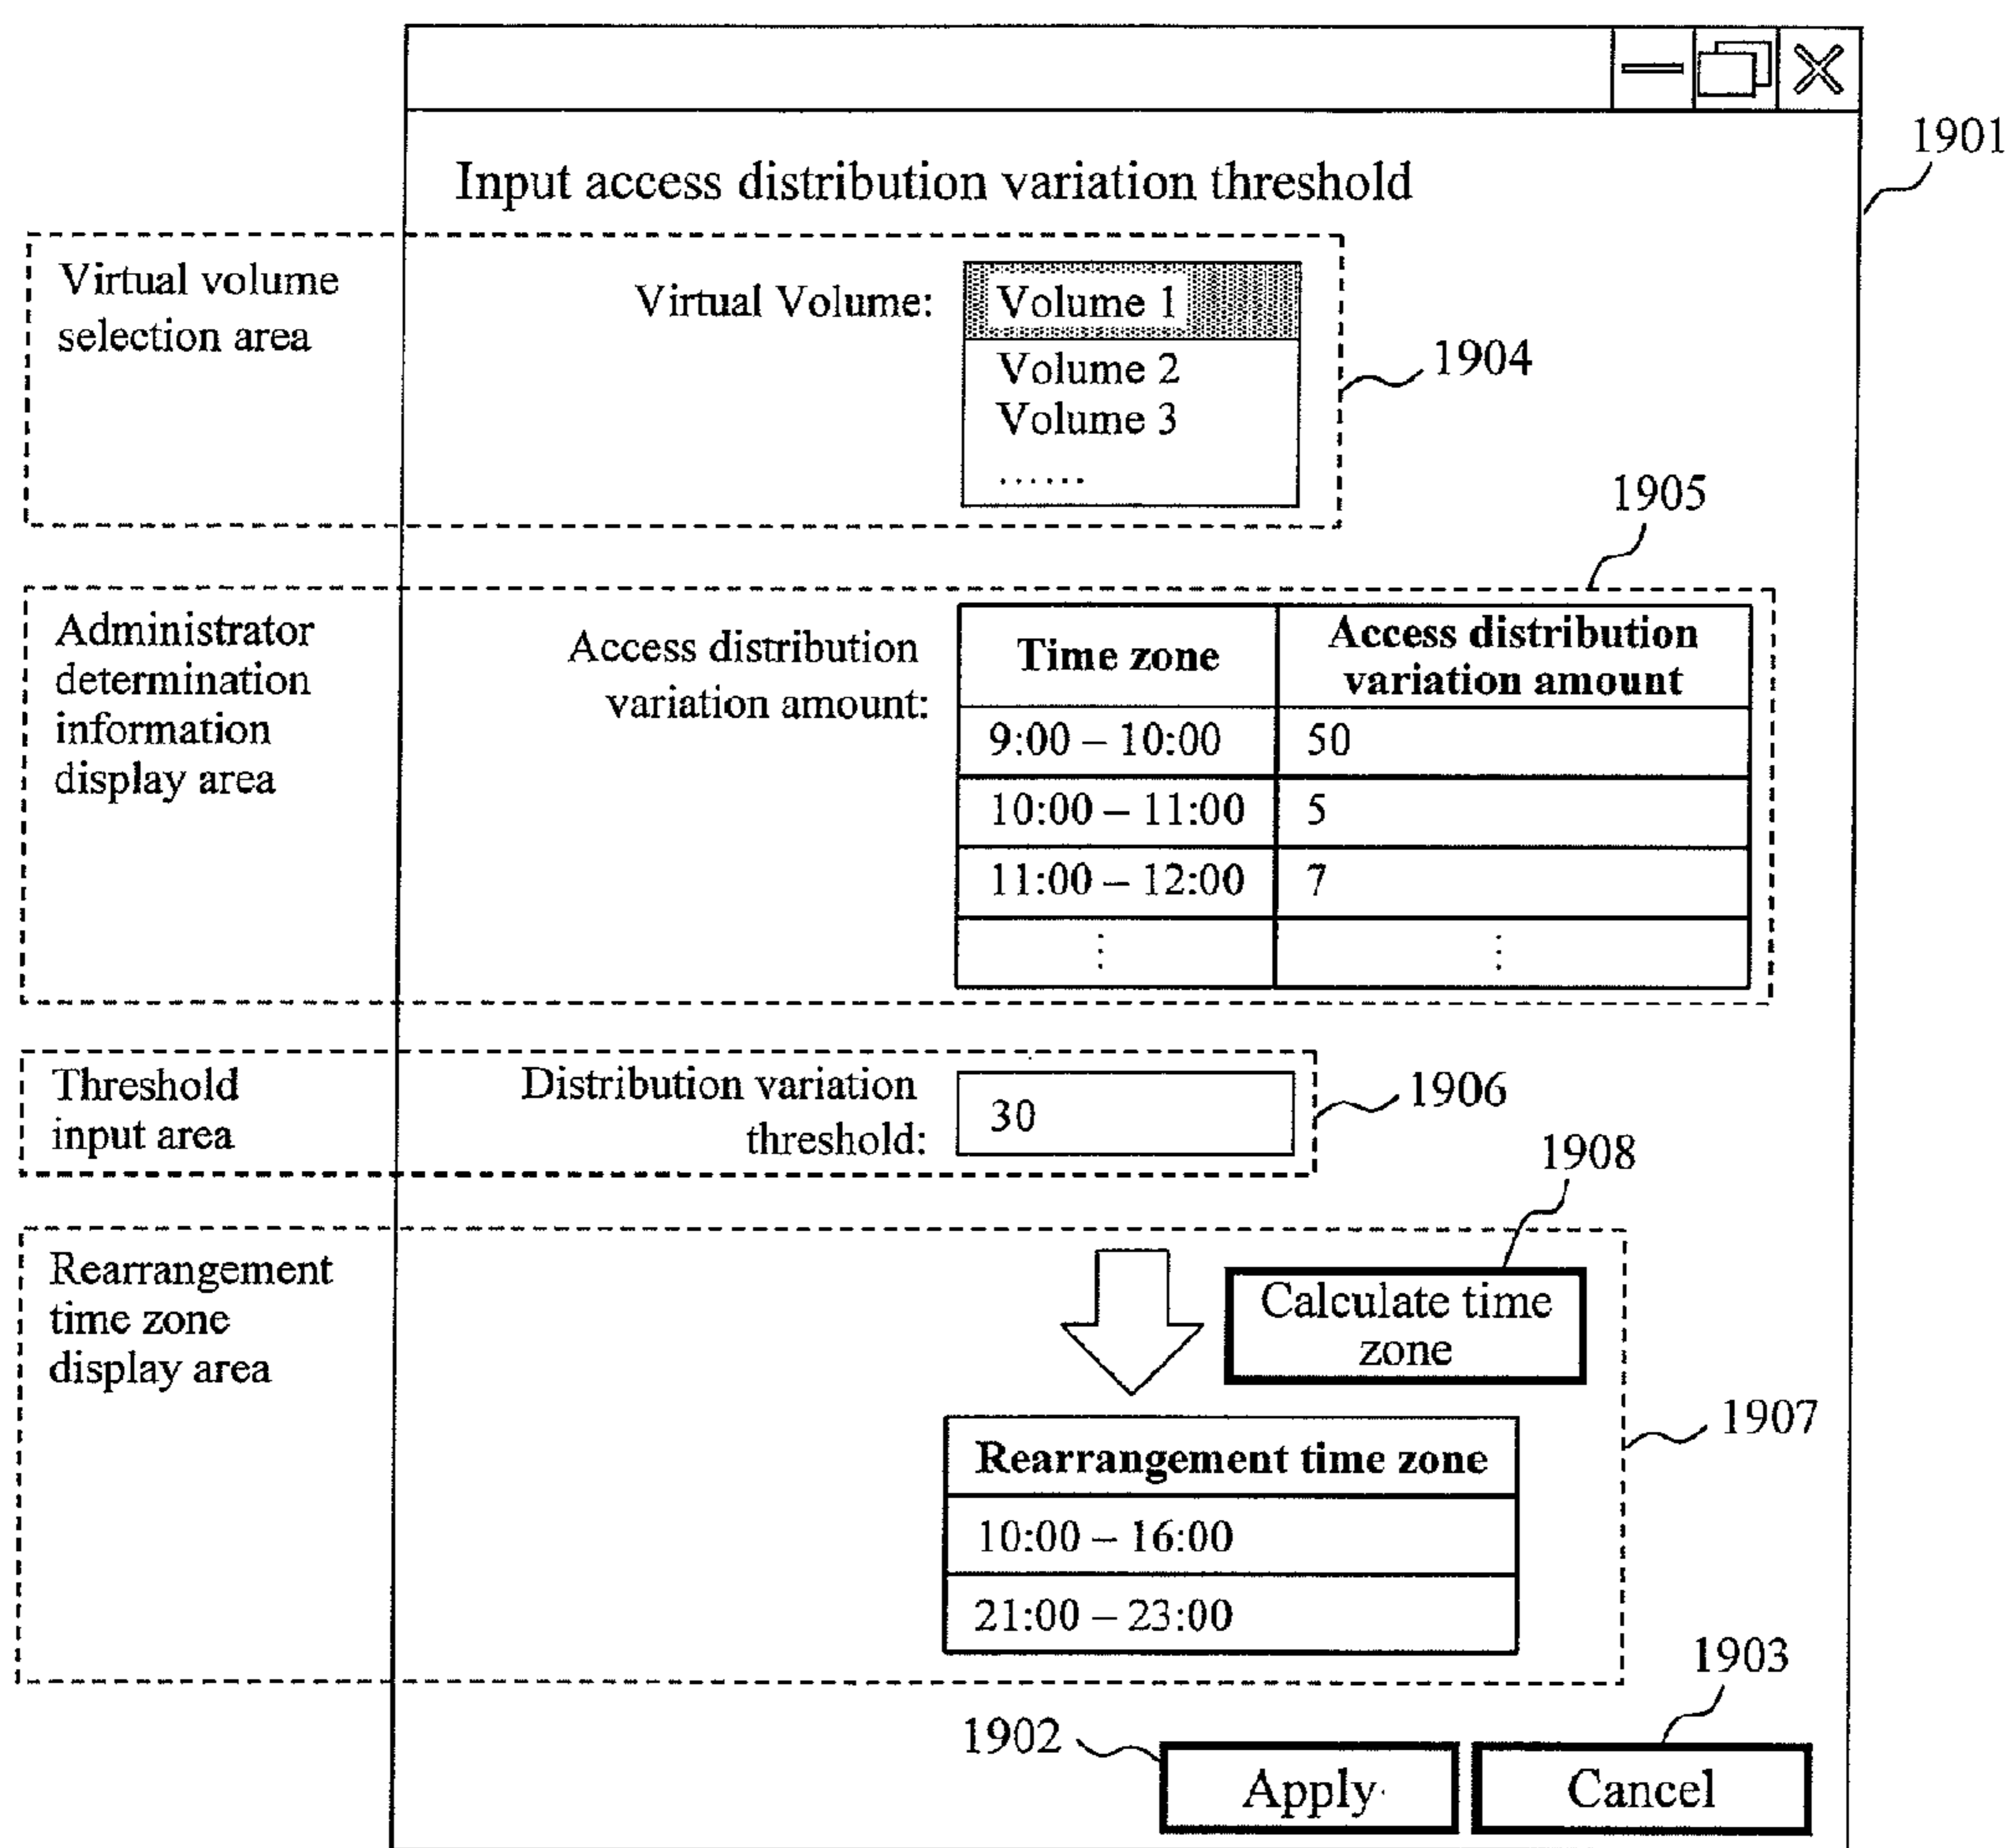 1901
Input access distribution variation threshold
Virtual volume
selection area
Virtual Volume:
Volume 1
Volume 2
Volume 3
......
1904
1905
Administrator
determination
information
display area
Access distribution
variation amount:
Time zone
Access distribution
variation amount
9:00 – 10:00
50
10:00 – 11:00
5
11:00 – 12:00
7
⋮
⋮
Threshold
input area
Distribution variation
threshold:
30
1906
1908
Rearrangement
time zone
display area
Calculate time
zone
1907
Rearrangement time zone
10:00 – 16:00
21:00 – 23:00
1903
1902
Apply
Cancel